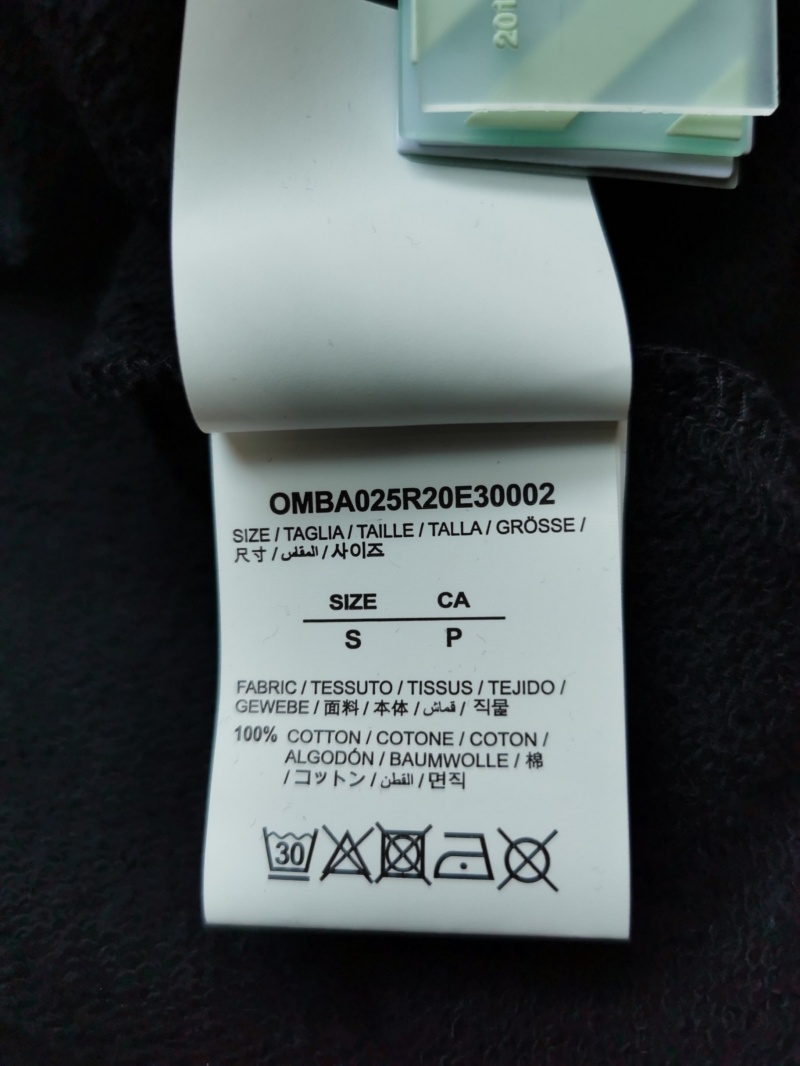 201
OMBA025R20E30002
SIZE / TAGLIA / TAILLE / TALLA / GRÖSSE /
尺寸 / المقاس / 사이즈
SIZE CA
S P
FABRIC / TESSUTO / TISSUS / TEJIDO /
GEWEBE / 面料 / 本体 / قماش / 직물
100% COTTON / COTONE / COTON /
ALGODÓN / BAUMWOLLE / 棉
/ コットン / القطن / 면직
30